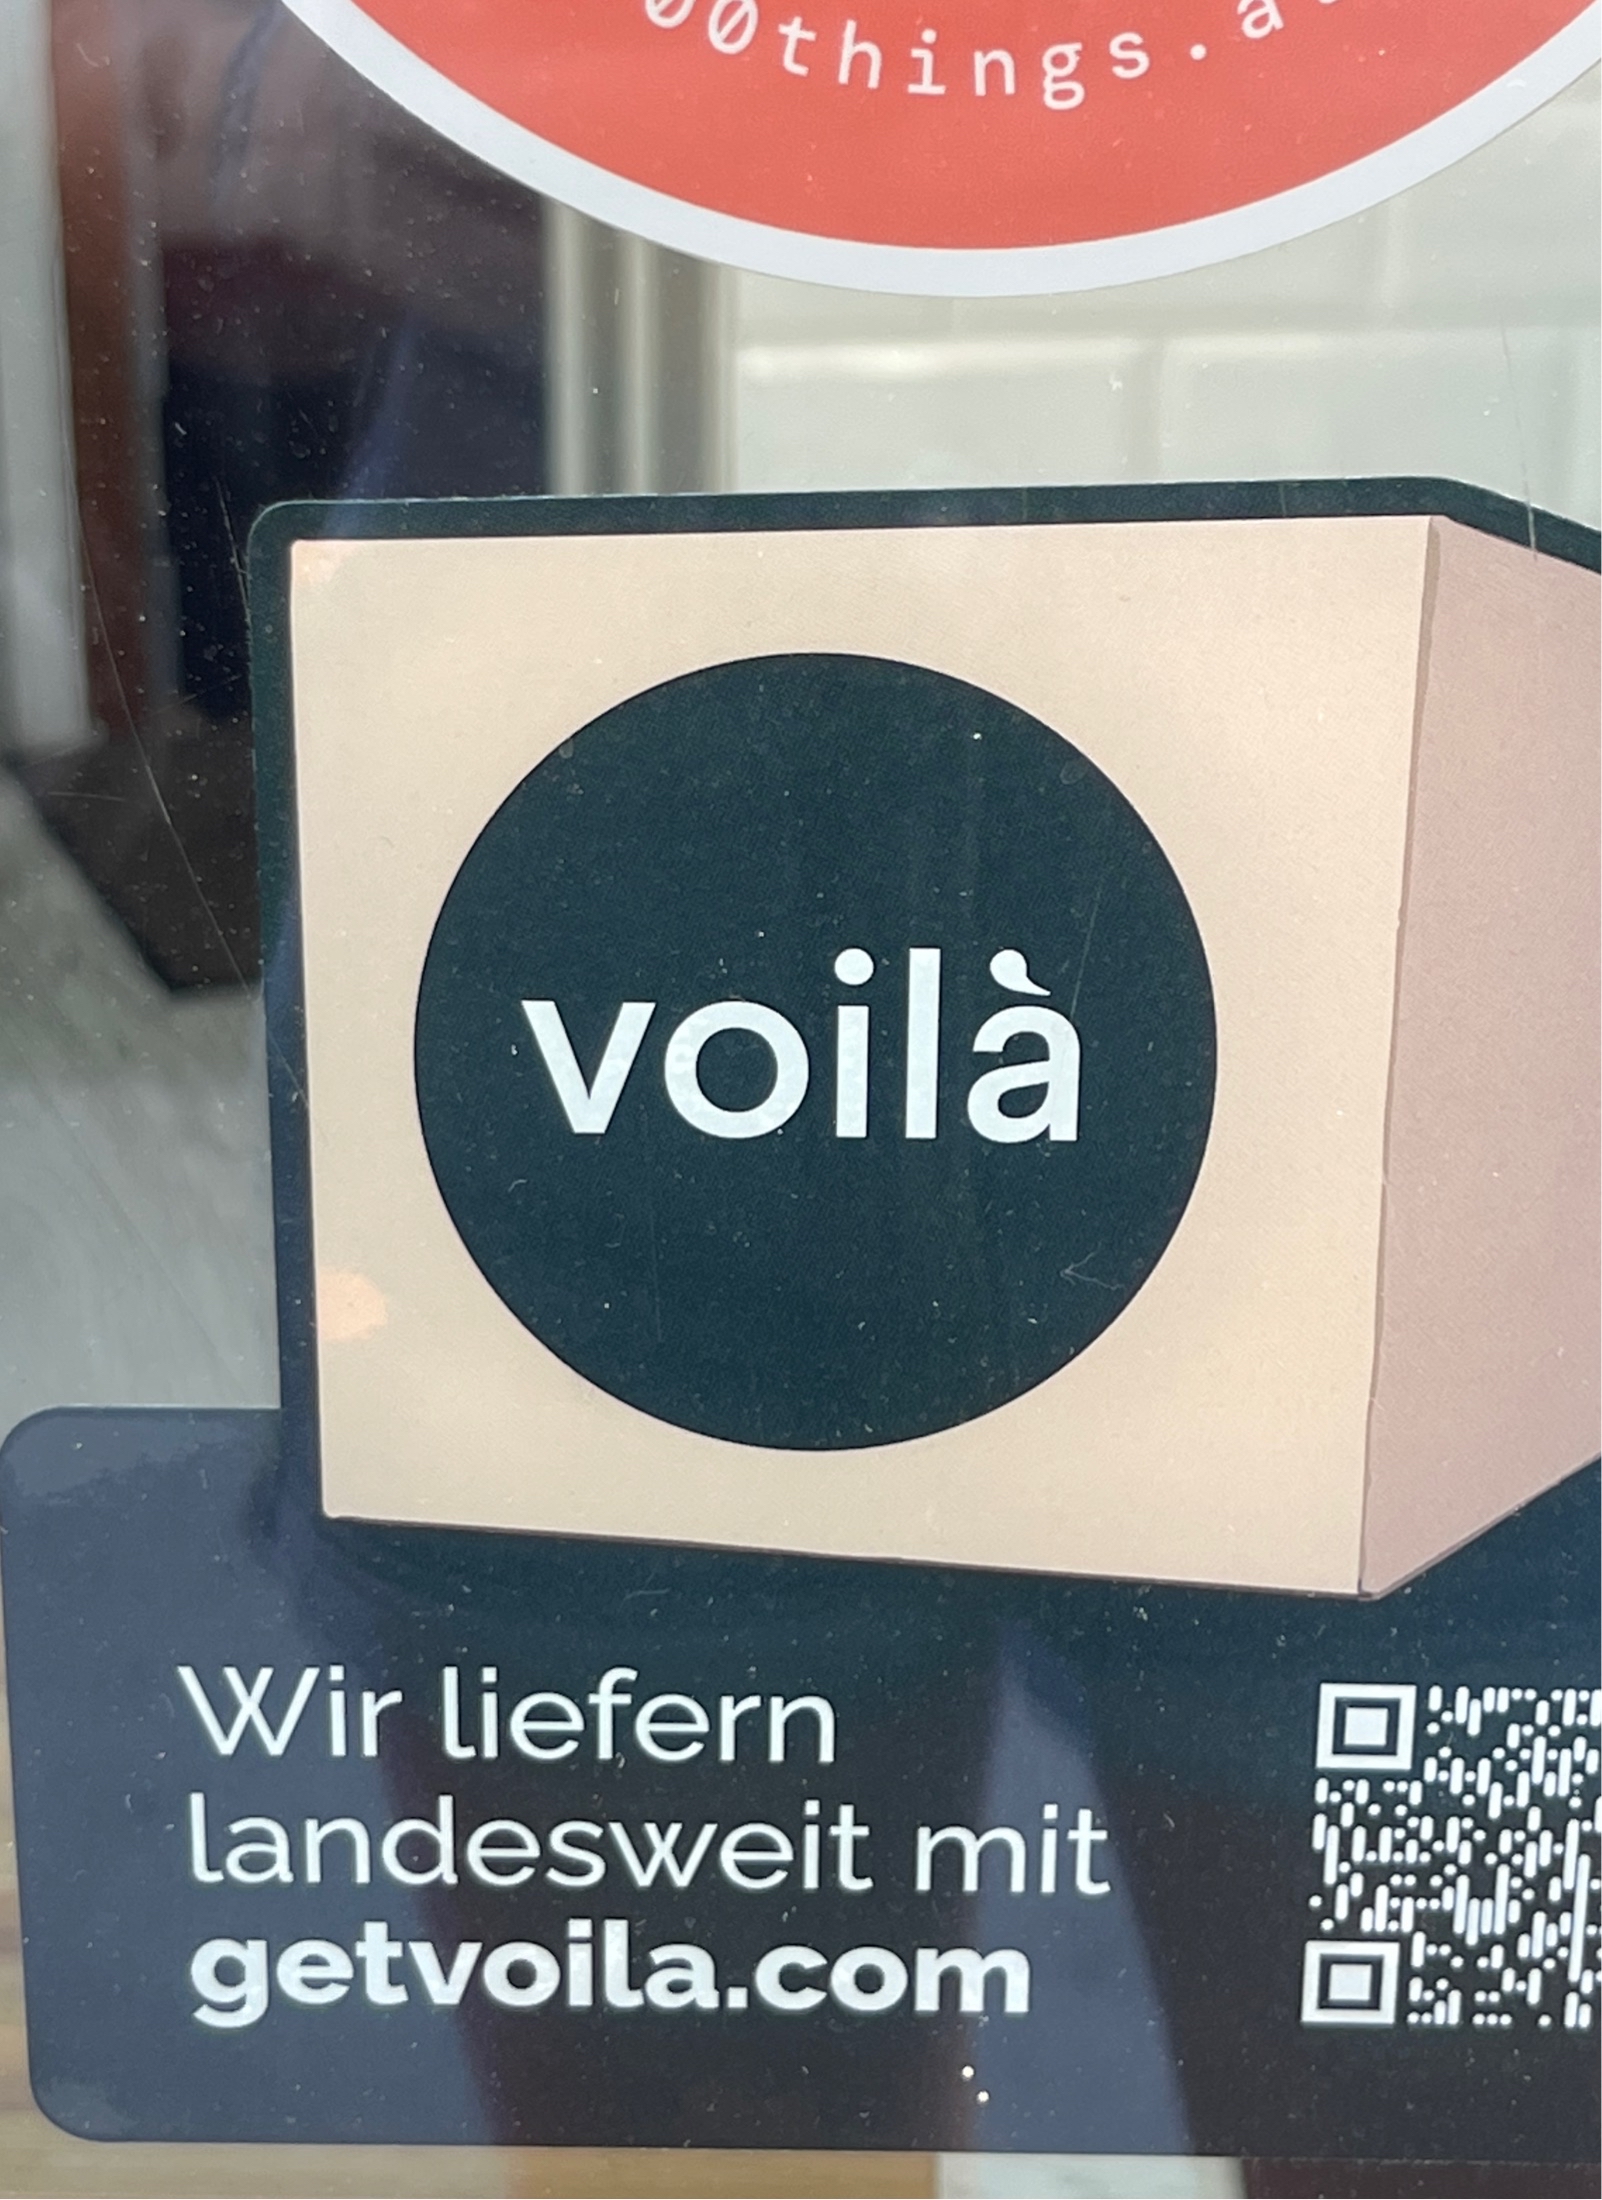 00things.a
voilà
Wir liefern
landesweit mit
getvoila.com